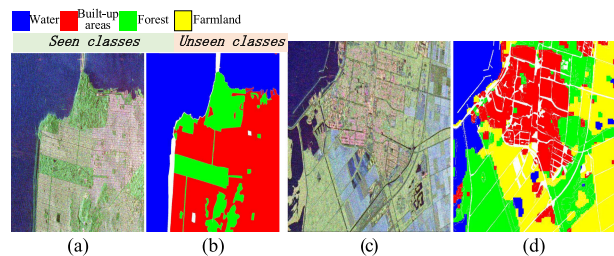 Water Built-up areas Forest Farmland
Seen classes Unseen classes
(a) (b) (c) (d)